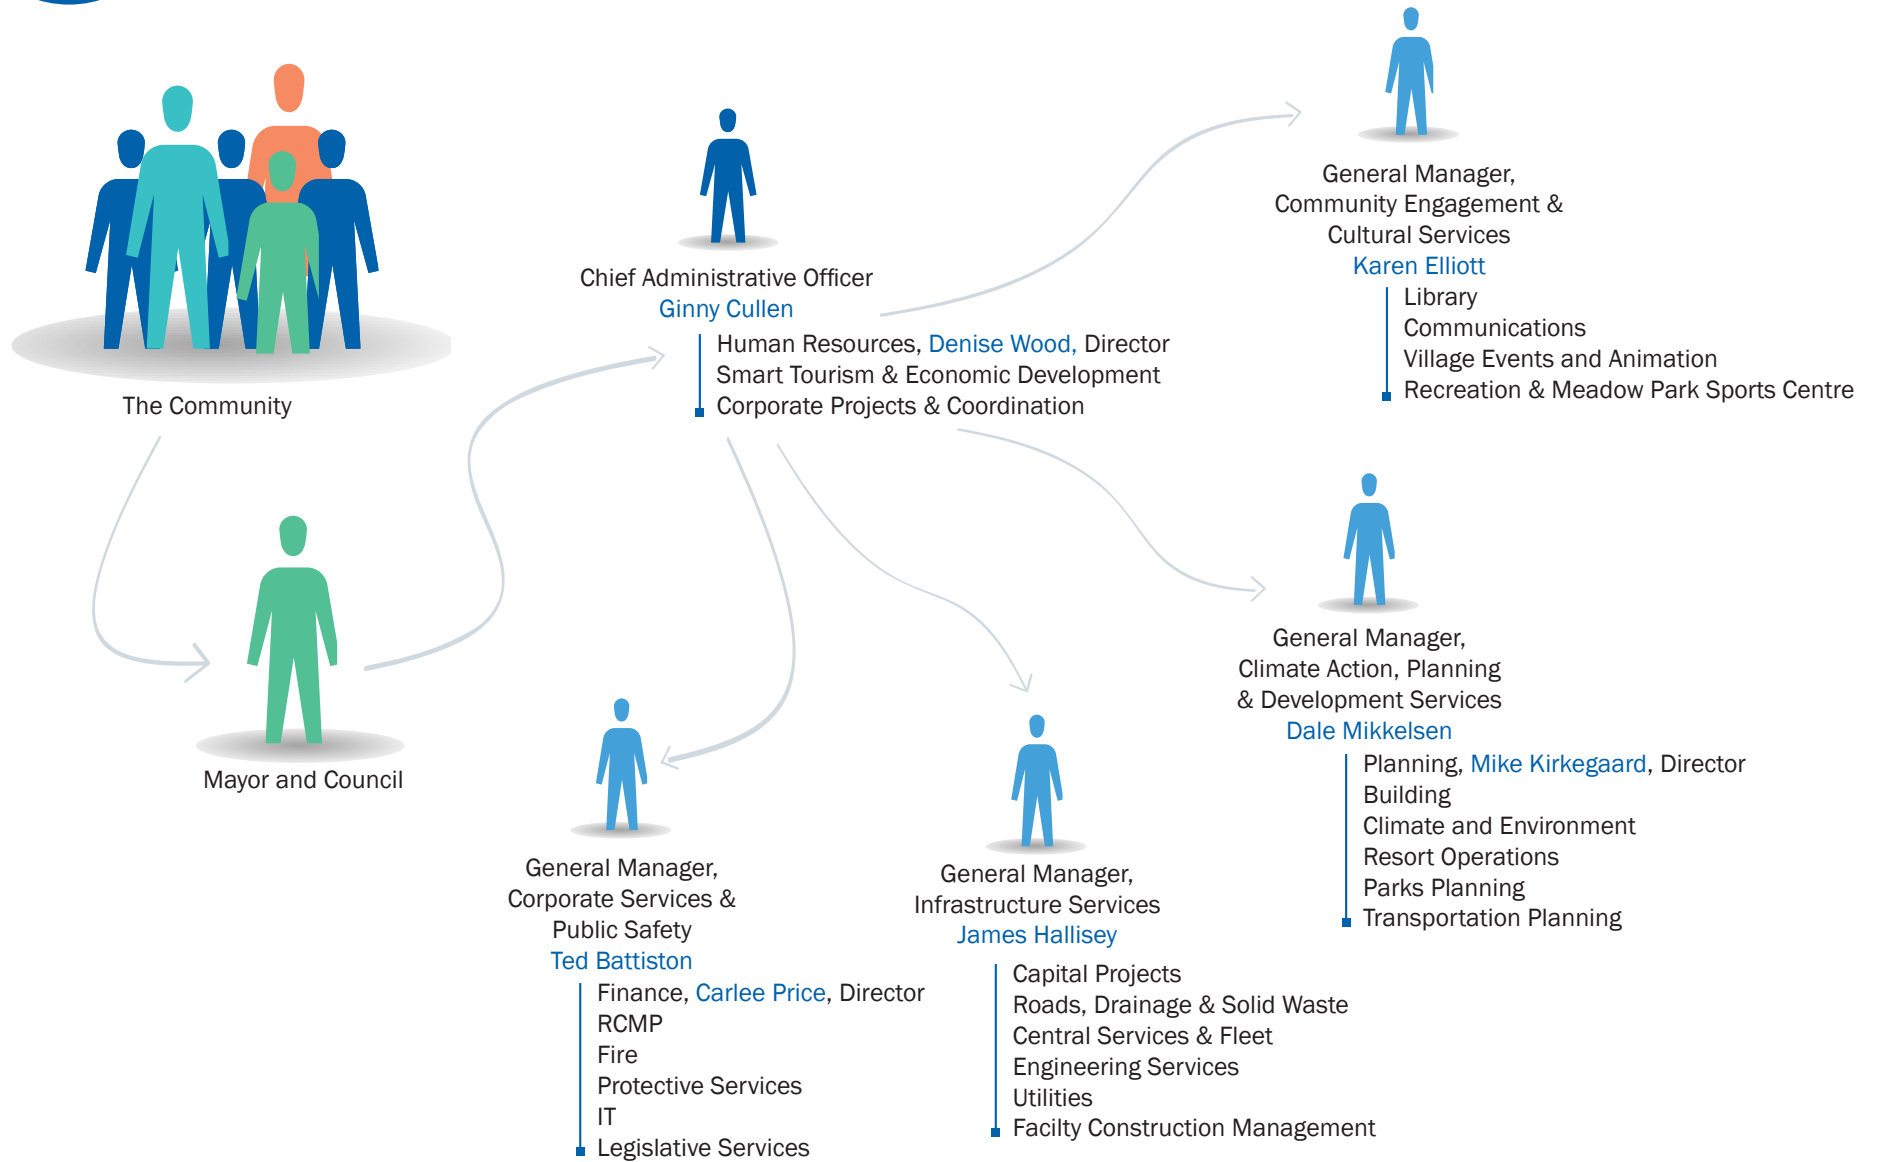 The Community
Mayor and Council
Chief Administrative Officer
Ginny Cullen
Human Resources, Denise Wood, Director
Smart Tourism & Economic Development
Corporate Projects & Coordination
General Manager,
Community Engagement &
Cultural Services
Karen Elliott
Library
Communications
Village Events and Animation
Recreation & Meadow Park Sports Centre
General Manager,
Climate Action, Planning
& Development Services
Dale Mikkelsen
Planning, Mike Kirkegaard, Director
Building
Climate and Environment
Resort Operations
Parks Planning
Transportation Planning
General Manager,
Corporate Services &
Public Safety
Ted Battiston
Finance, Carlee Price, Director
RCMP
Fire
Protective Services
IT
Legislative Services
General Manager,
Infrastructure Services
James Hallisey
Capital Projects
Roads, Drainage & Solid Waste
Central Services & Fleet
Engineering Services
Utilities
Facilty Construction Management